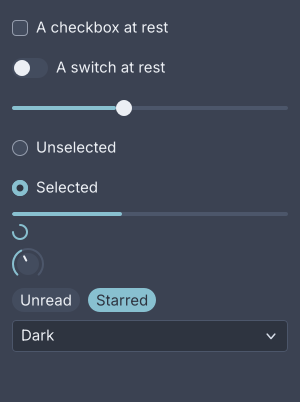 A checkbox at rest
A switch at rest
Unselected
Selected
Unread Starred
Dark